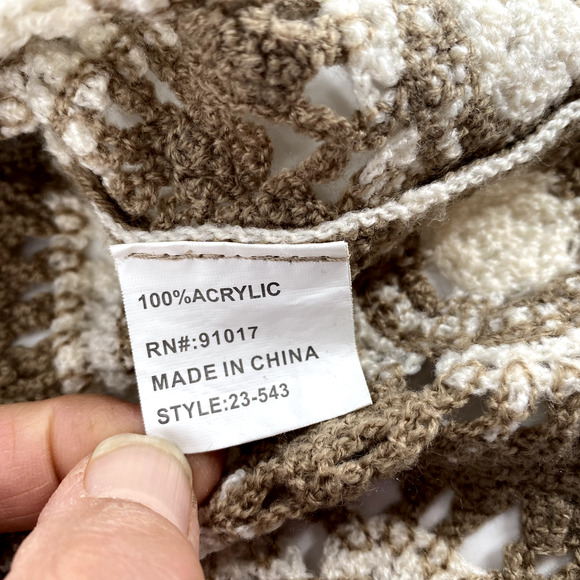 100%ACRYLIC
RN#:91017
MADE IN CHINA
STYLE:23-543